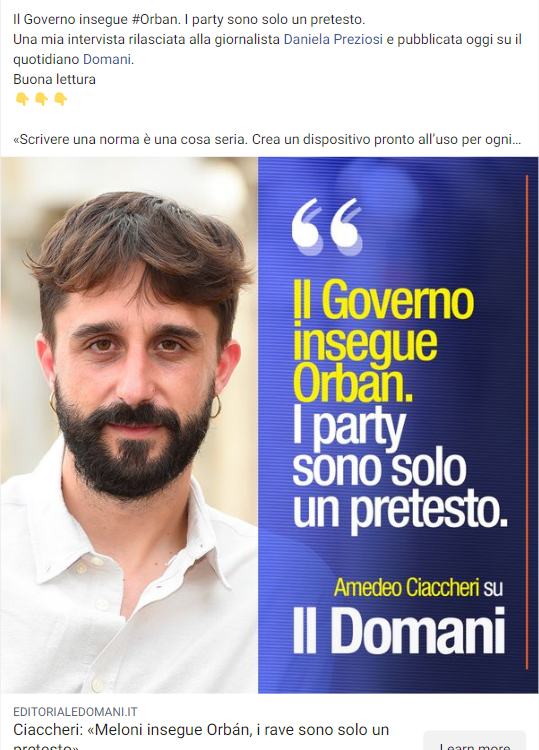 Il Governo insegue #Orban. I party sono solo un pretesto.
Una mia intervista rilasciata alla giornalista Daniela Preziosi e pubblicata oggi su il
quotidiano Domani.
Buona lettura
👇👇👇
«Scrivere una norma è una cosa seria. Crea un dispositivo pronto all'uso per ogni...
“
Il Governo
insegue
Orban.
I party
sono solo
un pretesto.
Amedeo Ciaccheri su
Il Domani
EDITORIALEDOMANI.IT
Ciaccheri: «Meloni insegue Orbán, i rave sono solo un
pretesto»
Learn more